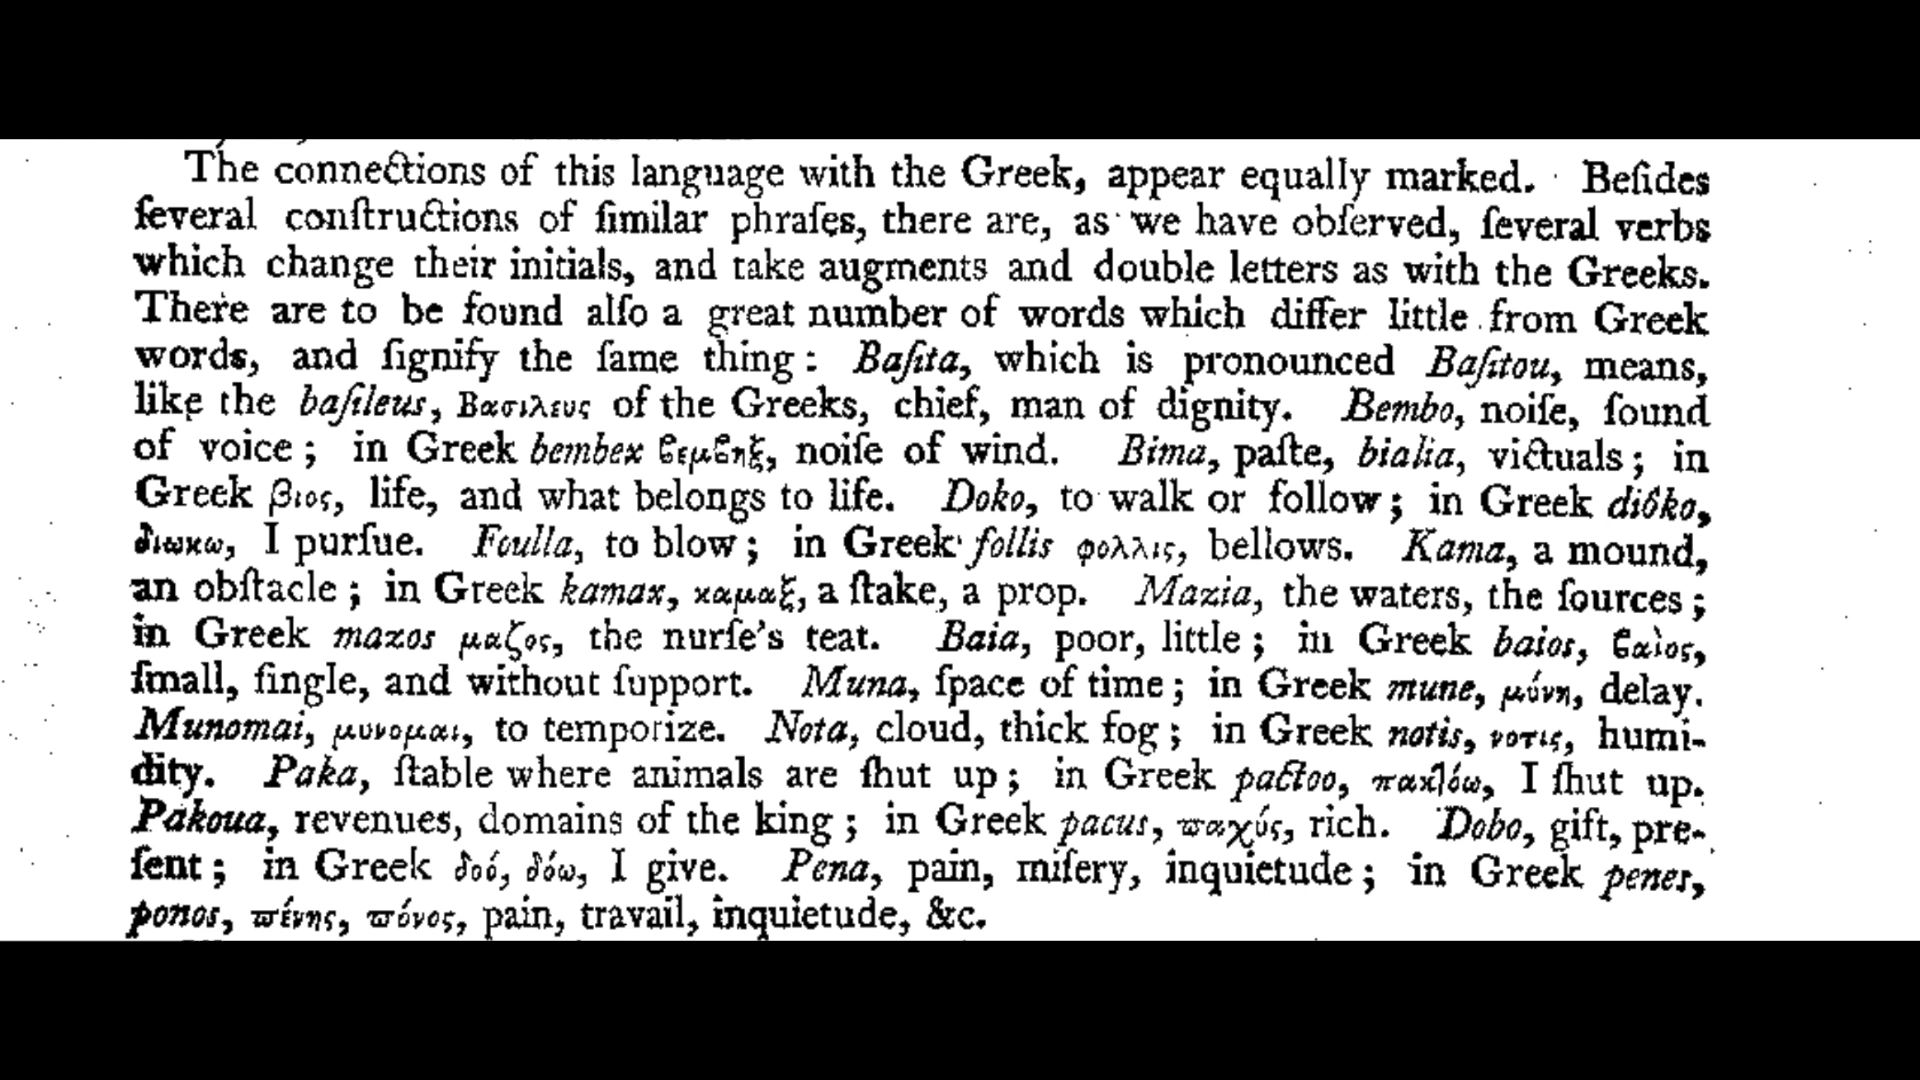 The connections of this language with the Greek, appear equally marked. Beſides
ſeveral conſtructions of ſimilar phraſes, there are, as we have obſerved, ſeveral verbs
which change their initials, and take augments and double letters as with the Greeks.
There are to be found alſo a great number of words which differ little from Greek
words, and ſignify the ſame thing: Baſita, which is pronounced Baſitou, means,
like the baſileus, Βασιλευς of the Greeks, chief, man of dignity. Bembo, noiſe, ſound
of voice; in Greek bembex ϐεμϐηξ, noiſe of wind. Bima, paſte, bialia, victuals; in
Greek βιος, life, and what belongs to life. Doko, to walk or follow; in Greek diôko,
διωκω, I purſue. Foulla, to blow; in Greek follis φολλις, bellows. Kama, a mound,
an obſtacle; in Greek kamax, καμαξ, a ſtake, a prop. Mazia, the waters, the ſources;
in Greek mazos μαζος, the nurſe's teat. Baia, poor, little; in Greek baios, ϐαὶος,
ſmall, ſingle, and without ſupport. Muna, ſpace of time; in Greek mune, μύνη, delay.
Munomai, μυνομαι, to temporize. Nota, cloud, thick fog; in Greek notis, νοτις, humi-
dity. Paka, ſtable where animals are ſhut up; in Greek pactoo, πακτόω, I ſhut up.
Pakoua, revenues, domains of the king; in Greek pacus, ϖαχύς, rich. Dobo, gift, pre-
ſent; in Greek δοό, δόω, I give. Pena, pain, miſery, inquietude; in Greek penes,
ponos, ϖένης, ϖόνος, pain, travail, inquietude, &c.